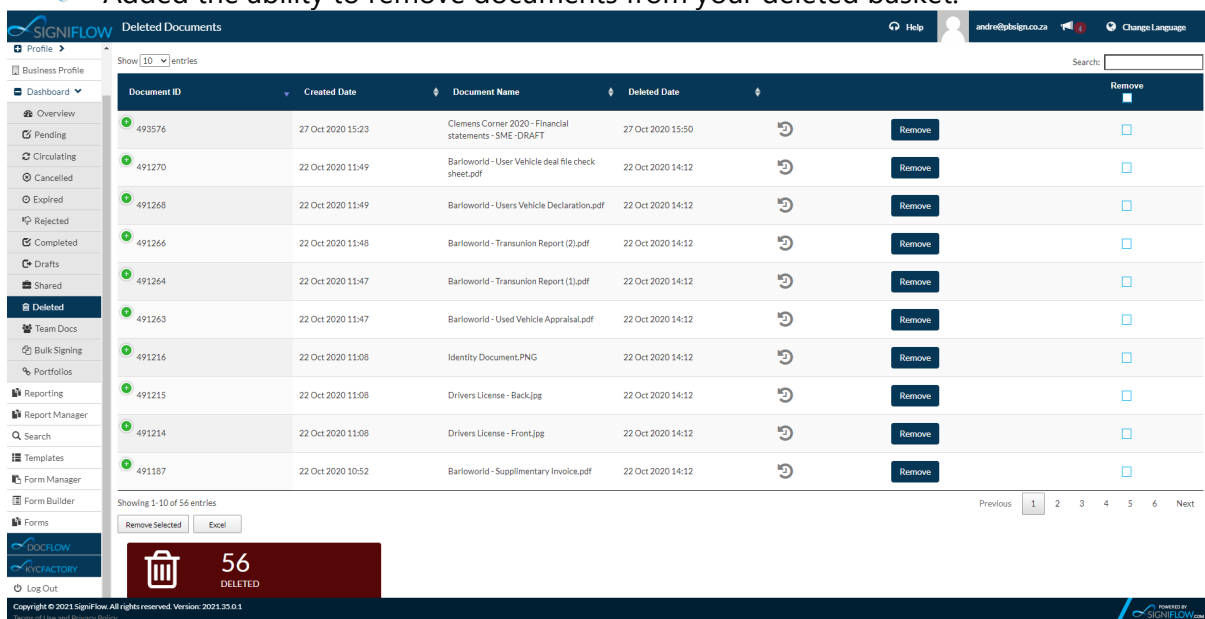 Added the ability to remove documents from your deleted basket.
SIGNIFLOW
Deleted Documents
Help
andre@pbsign.co.za
4
Change Language
Profile
Business Profile
Dashboard
Overview
Pending
Circulating
Cancelled
Expired
Rejected
Completed
Drafts
Shared
Deleted
Team Docs
Bulk Signing
Portfolios
Reporting
Report Manager
Search
Templates
Form Manager
Form Builder
Forms
DOCFLOW
KYCFACTORY
Log Out
Show 10 entries
Search:
Document ID Created Date Document Name Deleted Date Remove
493576 27 Oct 2020 15:23 Clemens Corner 2020 - Financial
statements - SME -DRAFT 27 Oct 2020 15:50 Remove
491270 22 Oct 2020 11:49 Barloworld - User Vehicle deal file check
sheet.pdf 22 Oct 2020 14:12 Remove
491268 22 Oct 2020 11:49 Barloworld - Users Vehicle Declaration.pdf 22 Oct 2020 14:12 Remove
491266 22 Oct 2020 11:48 Barloworld - Transunion Report (2).pdf 22 Oct 2020 14:12 Remove
491264 22 Oct 2020 11:47 Barloworld - Transunion Report (1).pdf 22 Oct 2020 14:12 Remove
491263 22 Oct 2020 11:47 Barloworld - Used Vehicle Appraisal.pdf 22 Oct 2020 14:12 Remove
491216 22 Oct 2020 11:08 Identity Document.PNG 22 Oct 2020 14:12 Remove
491215 22 Oct 2020 11:08 Drivers License - Back.jpg 22 Oct 2020 14:12 Remove
491214 22 Oct 2020 11:08 Drivers License - Front.jpg 22 Oct 2020 14:12 Remove
491187 22 Oct 2020 10:52 Barloworld - Supplimentary Invoice.pdf 22 Oct 2020 14:12 Remove
Showing 1-10 of 56 entries
Previous 1 2 3 4 5 6 Next
Remove Selected Excel
56
DELETED
Copyright © 2021 SigniFlow. All rights reserved. Version: 2021.35.0.1
Terms of Use and Privacy Policy
POWERED BY
SIGNIFLOW.COM